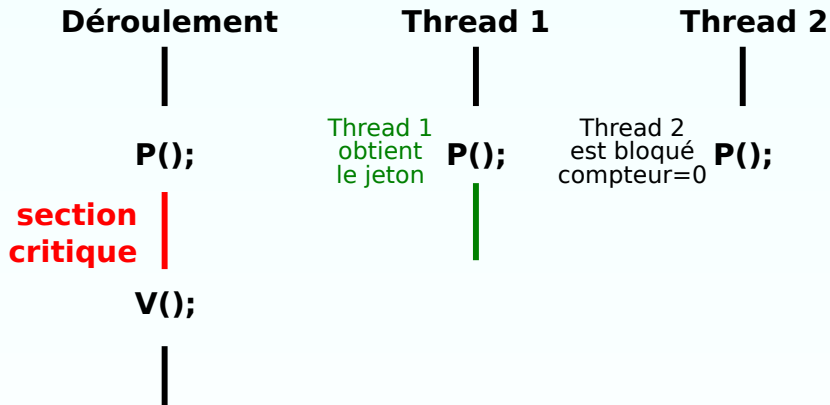 Déroulement
Thread 1
Thread 2
Thread 1
obtient
le jeton
P();
P();
Thread 2
est bloqué
compteur=0
P();
section
critique
V();